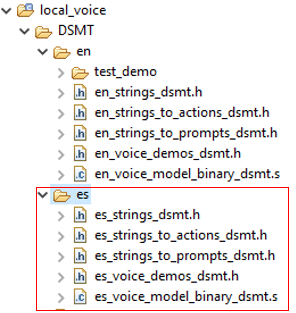 local_voice
DSMT
en
test_demo
en_strings_dsmt.h
en_strings_to_actions_dsmt.h
en_strings_to_prompts_dsmt.h
en_voice_demos_dsmt.h
en_voice_model_binary_dsmt.s
es
es_strings_dsmt.h
es_strings_to_actions_dsmt.h
es_strings_to_prompts_dsmt.h
es_voice_demos_dsmt.h
es_voice_model_binary_dsmt.s